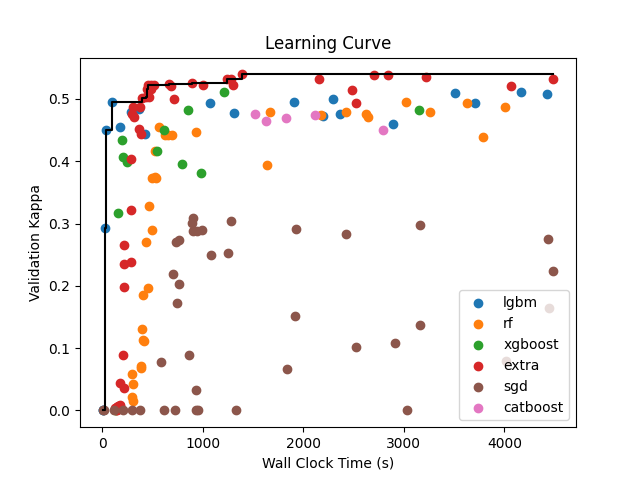 Learning Curve
Validation Kappa
0.5
0.4
0.3
0.2
0.1
0.0
lgbm
rf
xgboost
extra
sgd
catboost
0 1000 2000 3000 4000
Wall Clock Time (s)